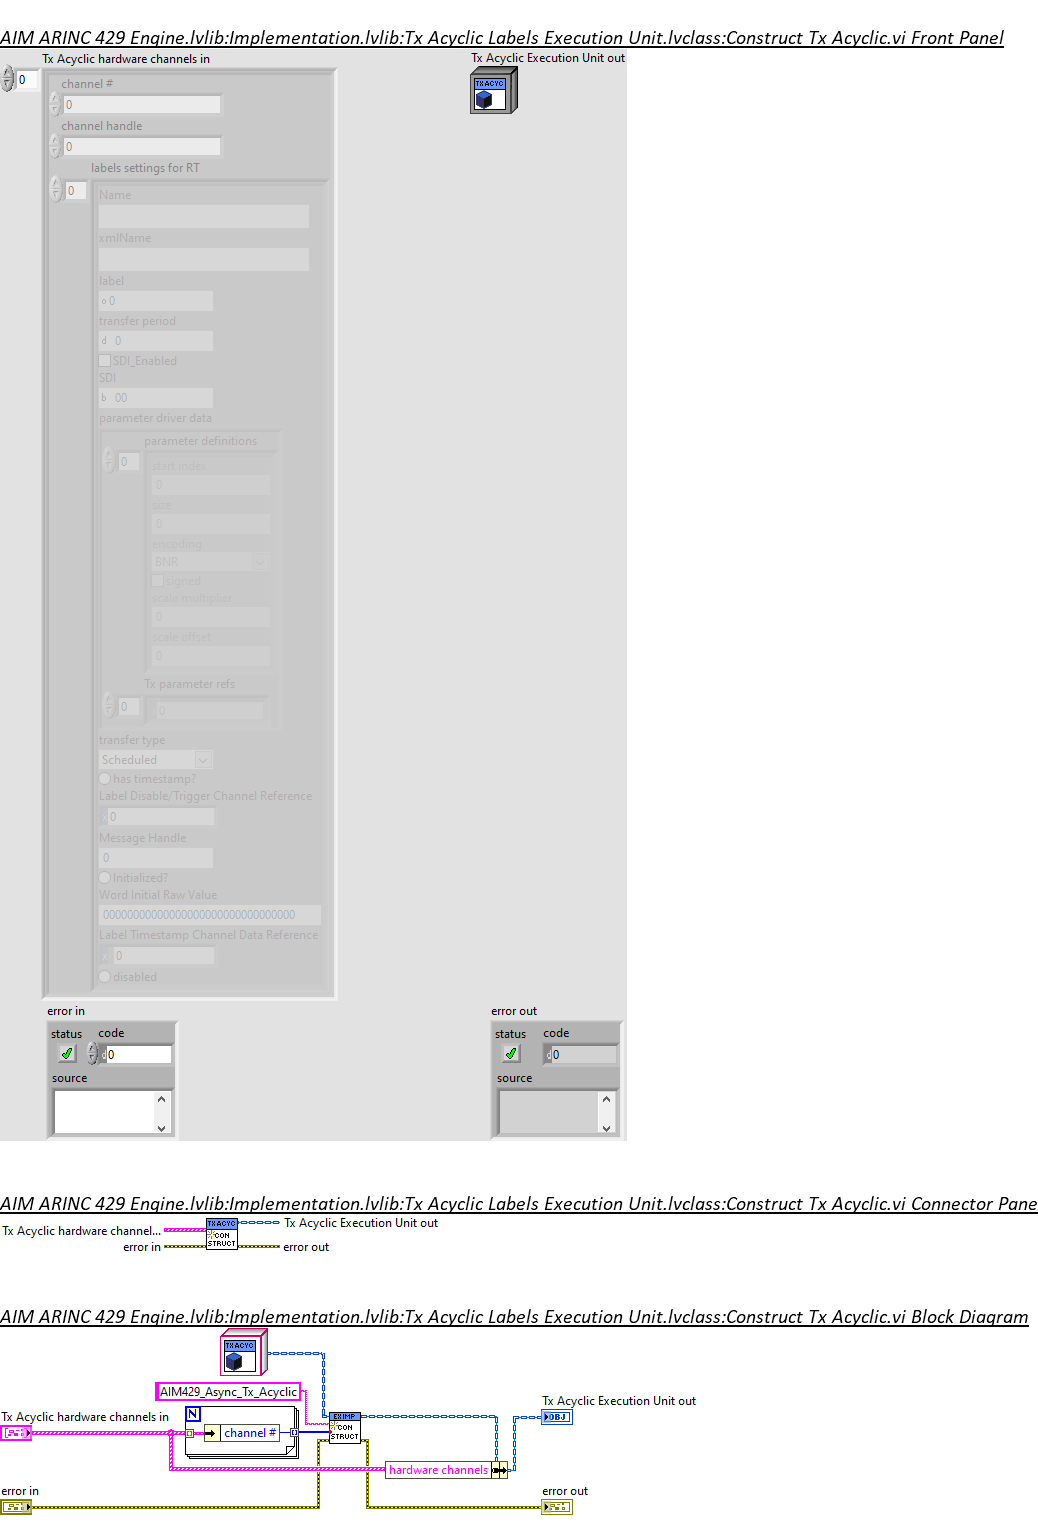 AIM ARINC 429 Engine.lvlib:Implementation.lvlib:Tx Acyclic Labels Execution Unit.lvclass:Construct Tx Acyclic.vi Front Panel
Tx Acyclic hardware channels in
Tx Acyclic Execution Unit out
0
TX ACYC
channel #
0
channel handle
0
labels settings for RT
0
Name
xmlName
label
o 0
transfer period
d 0
SDI_Enabled
SDI
b 00
parameter driver data
parameter definitions
0
start index
0
size
0
encoding
BNR
signed
scale multiplier
0
scale offset
0
Tx parameter refs
0
0
transfer type
Scheduled
has timestamp?
Label Disable/Trigger Channel Reference
x 0
Message Handle
0
Initialized?
Word Initial Raw Value
00000000000000000000000000000000
Label Timestamp Channel Data Reference
x 0
disabled
error in
error out
status code
d 0
source
status code
d 0
source
AIM ARINC 429 Engine.lvlib:Implementation.lvlib:Tx Acyclic Labels Execution Unit.lvclass:Construct Tx Acyclic.vi Connector Pane
Tx Acyclic hardware channel...
TX ACYC
CON
STRUCT
Tx Acyclic Execution Unit out
error in
error out
AIM ARINC 429 Engine.lvlib:Implementation.lvlib:Tx Acyclic Labels Execution Unit.lvclass:Construct Tx Acyclic.vi Block Diagram
TX ACYC
AIM429_Async_Tx_Acyclic
Tx Acyclic hardware channels in
N
channel #
EXIMP
CON
STRUCT
Tx Acyclic Execution Unit out
OBJ
hardware channels
error in
error out